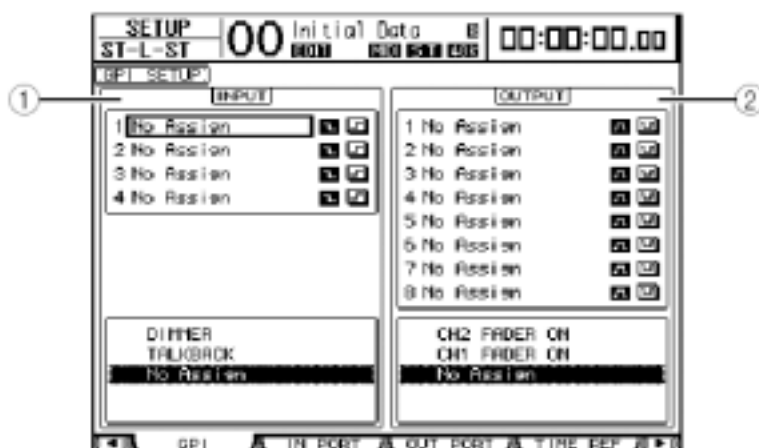 SETUP
ST-L-ST
00 Initial Data
EDIT
00:00:00.00
GPI SETUP
① INPUT
1 No Assign
2 No Assign
3 No Assign
4 No Assign
DIMMER
TALKBACK
No Assign
OUTPUT ②
1 No Assign
2 No Assign
3 No Assign
4 No Assign
5 No Assign
6 No Assign
7 No Assign
8 No Assign
CH2 FADER ON
CH1 FADER ON
No Assign
GPI IN PORT OUT PORT TIME REF